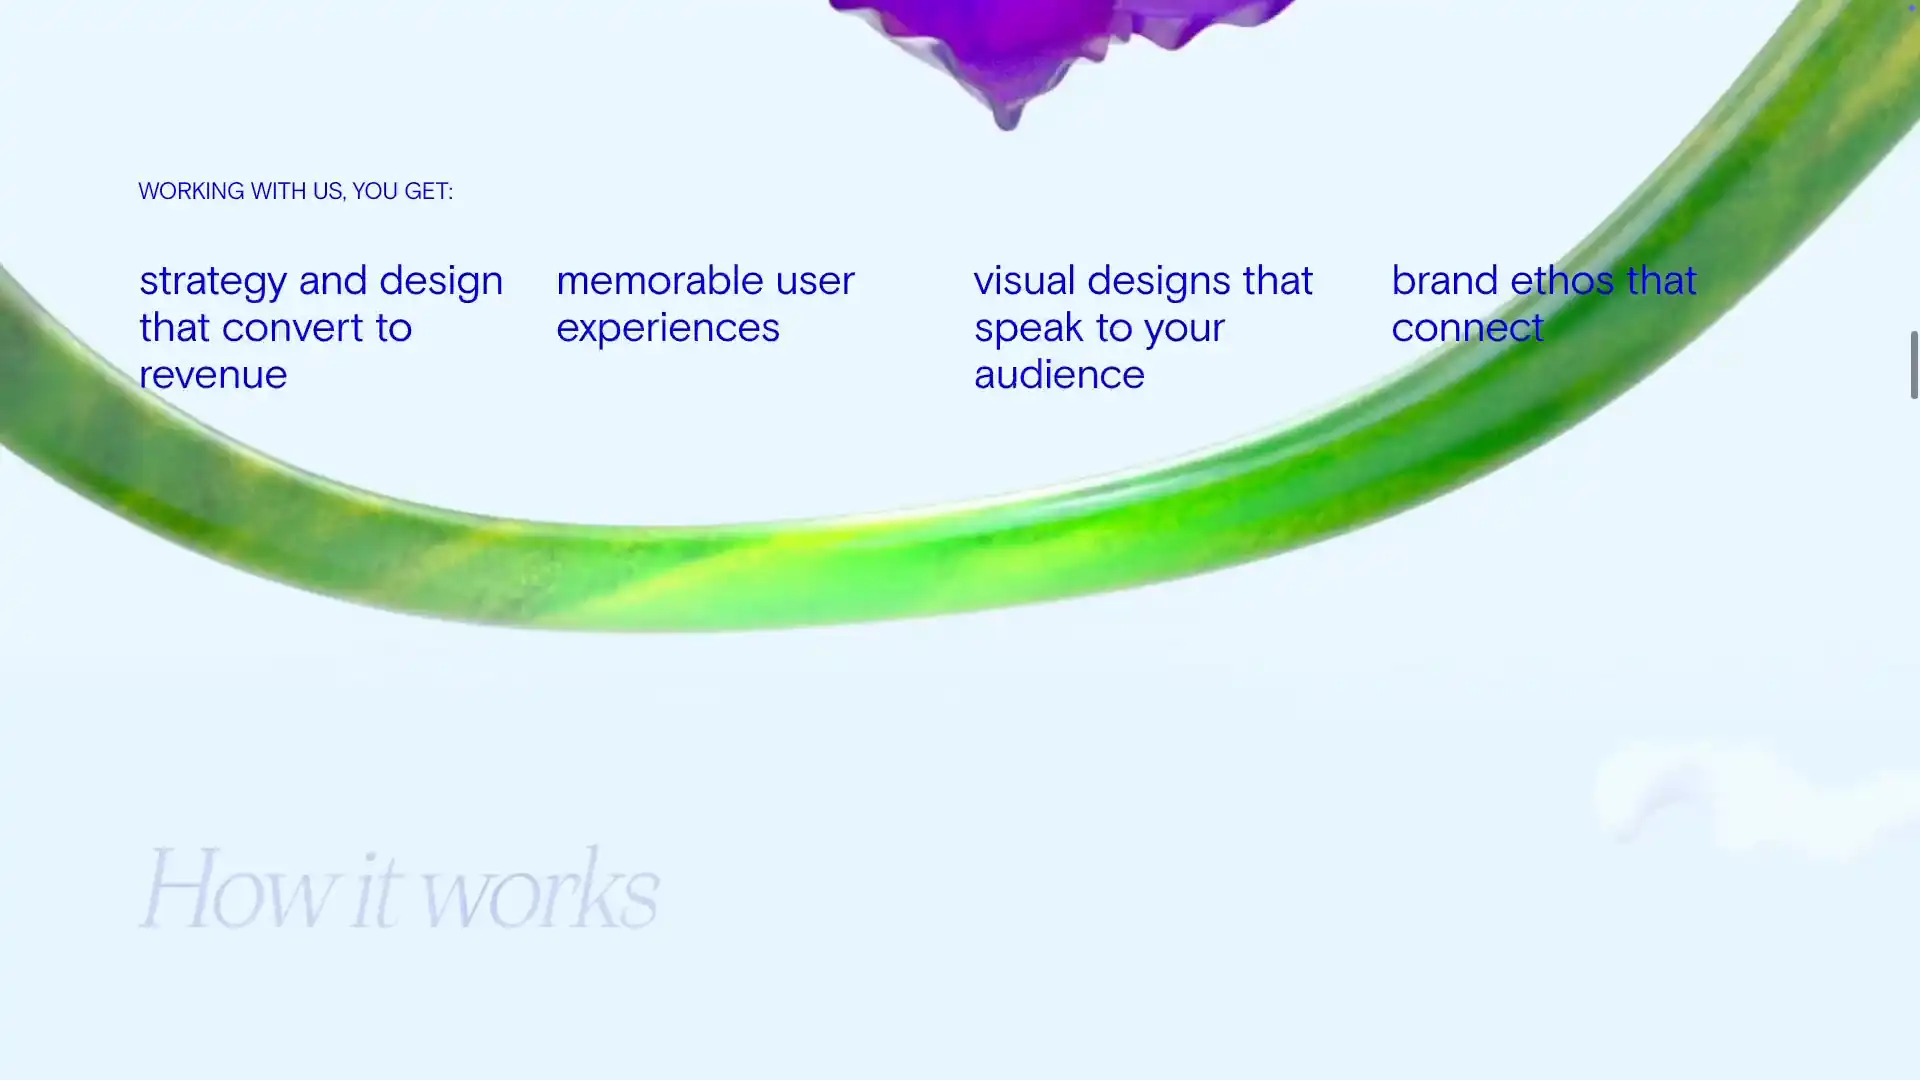 WORKING WITH US, YOU GET:
strategy and design
that convert to
revenue
memorable user
experiences
visual designs that
speak to your
audience
brand ethos that
connect
How it works